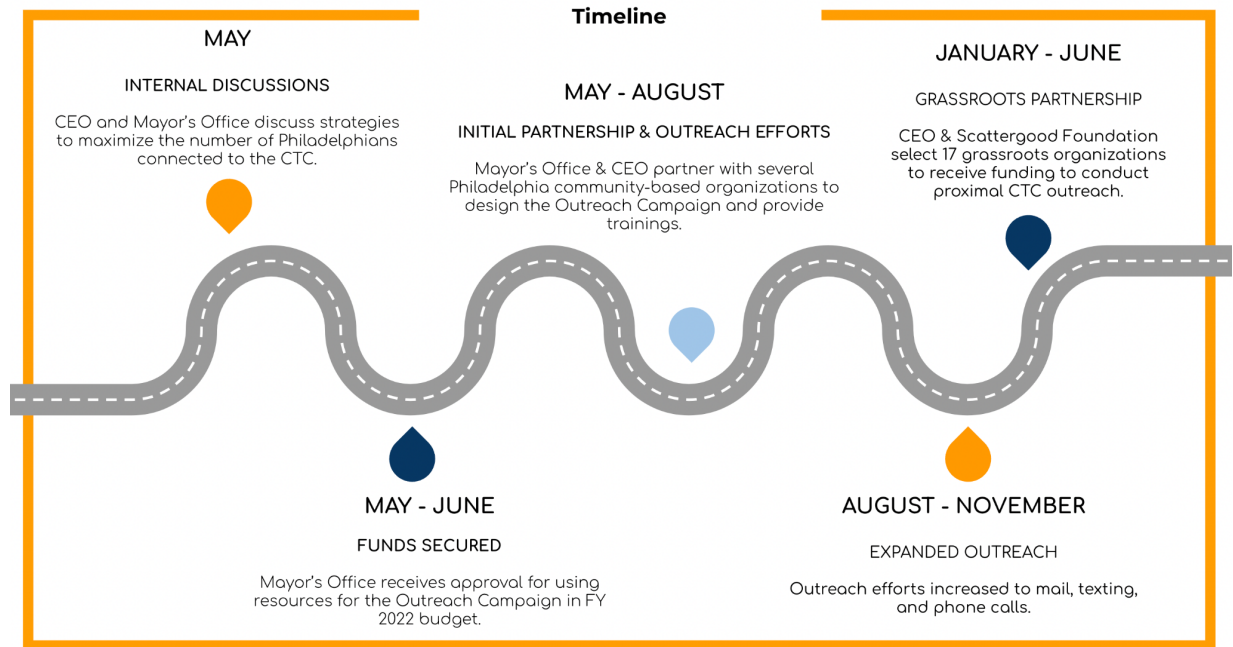 Timeline
MAY
INTERNAL DISCUSSIONS
CEO and Mayor's Office discuss strategies
to maximize the number of Philadelphians
connected to the CTC.
MAY - JUNE
FUNDS SECURED
Mayor's Office receives approval for using
resources for the Outreach Campaign in FY
2022 budget.
MAY - AUGUST
INITIAL PARTNERSHIP & OUTREACH EFFORTS
Mayor's Office & CEO partner with several
Philadelphia community-based organizations to
design the Outreach Campaign and provide
trainings.
AUGUST - NOVEMBER
EXPANDED OUTREACH
Outreach efforts increased to mail, texting,
and phone calls.
JANUARY - JUNE
GRASSROOTS PARTNERSHIP
CEO & Scattergood Foundation
select 17 grassroots organizations
to receive funding to conduct
proximal CTC outreach.